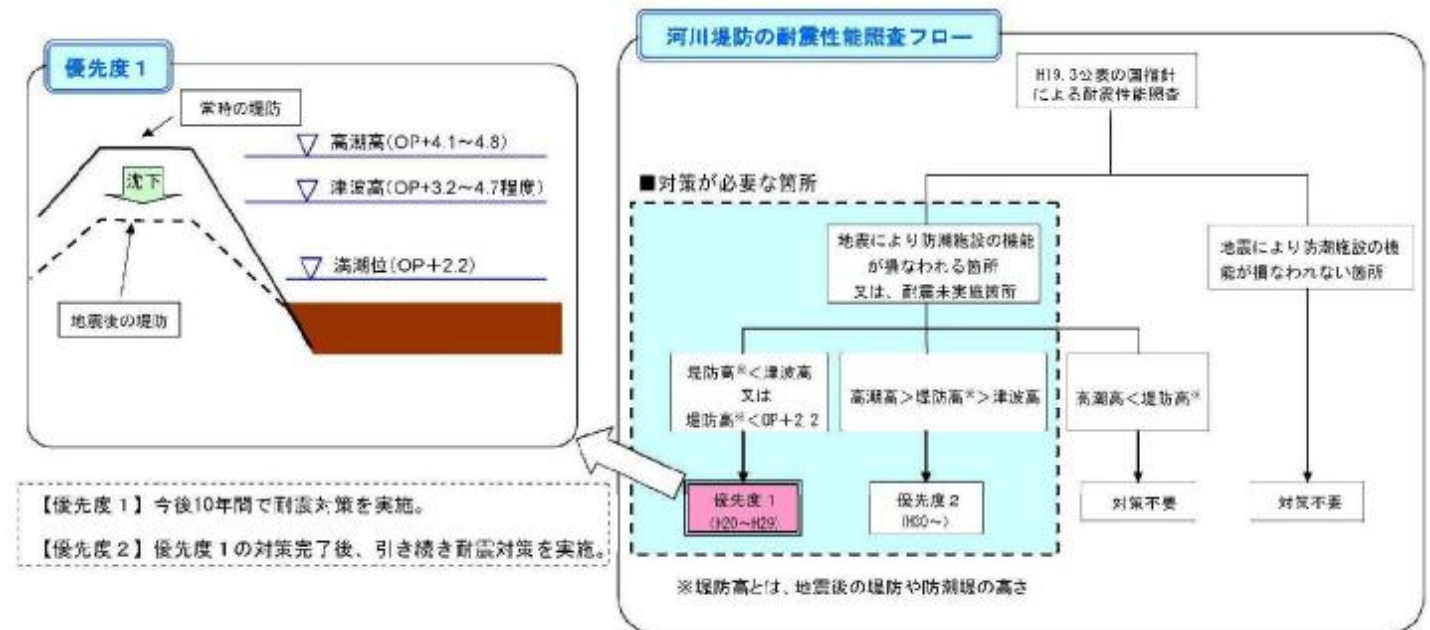 優先度１
常時の堤防
高潮高(OP+4.1～4.8)
沈下
津波高(OP+3.2～4.7程度)
満潮位(OP＋2.2)
地震後の堤防
【優先度１】今後10年間で耐震対策を実施。
【優先度２】優先度１の対策完了後、引き続き耐震対策を実施。
河川堤防の耐震性能照査フロー
H19.3公表の国指針
による耐震性能照査
■対策が必要な箇所
地震により防潮施設の機能
が損なわれる箇所
又は、耐震未実施箇所
地震により防潮施設の機
能が損なわれない箇所
堤防高※＜津波高
又は
堤防高※＜OP＋2.2
高潮高＞堤防高※＞津波高
高潮高＜堤防高※
優先度１
(H20～H29)
優先度２
(H30～)
対策不要
対策不要
※堤防高とは、地震後の堤防や防潮堤の高さ